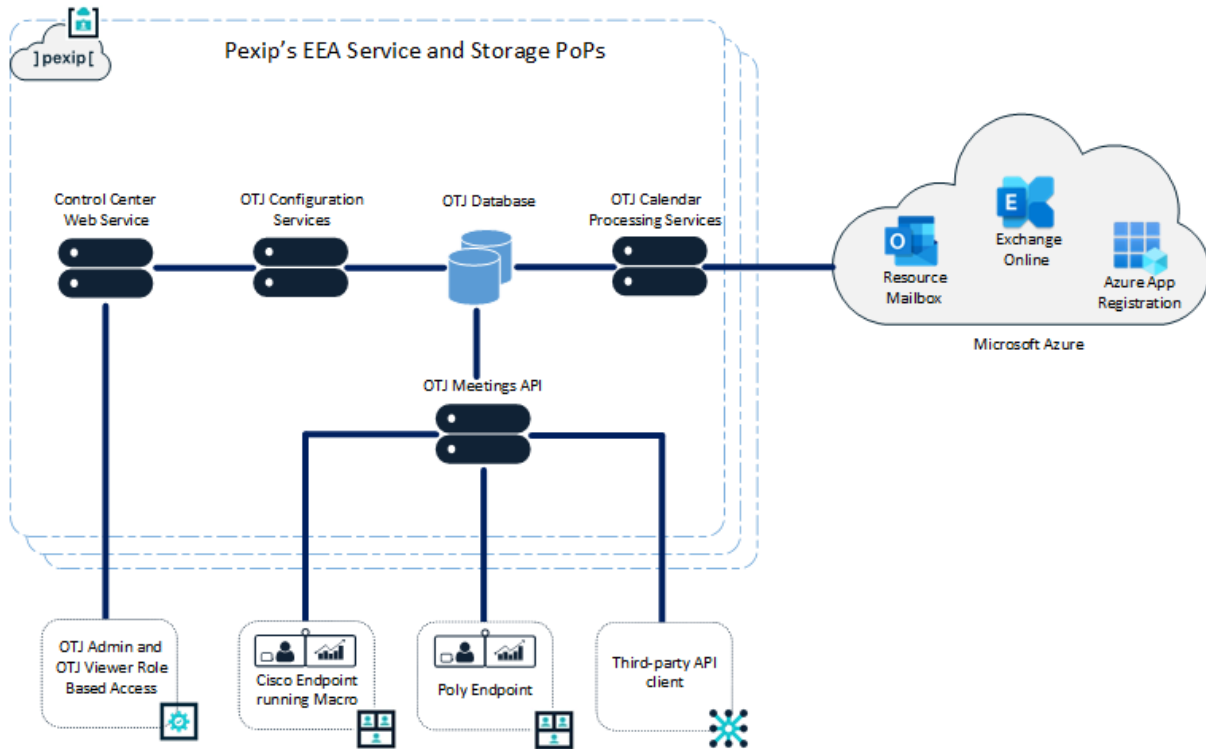 Pexip's EEA Service and Storage PoPs
]pexip[
Control Center
Web Service
OTJ Configuration
Services
OTJ Database
OTJ Calendar
Processing Services
E
Exchange
Online
O
Resource
Mailbox
Azure App
Registration
Microsoft Azure
OTJ Meetings API
OTJ Admin and
OTJ Viewer Role
Based Access
Cisco Endpoint
running Macro
Poly Endpoint
Third-party API
client